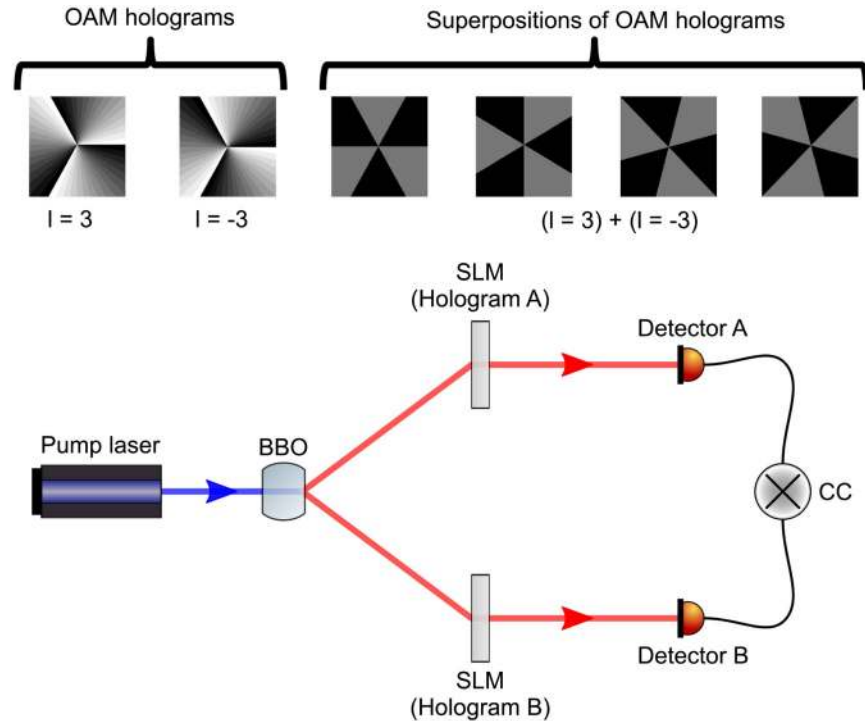 OAM holograms
Superpositions of OAM holograms
l = 3
l = -3
(l = 3) + (l = -3)
SLM
(Hologram A)
Detector A
Pump laser
BBO
CC
Detector B
SLM
(Hologram B)